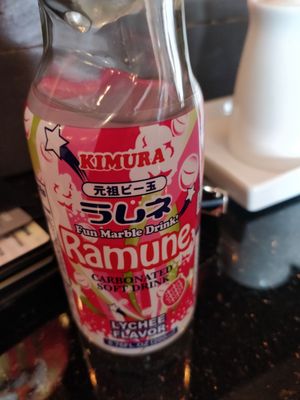 KIMURA
元祖ビー玉
ラムネ
Fun Marble Drink!
Ramune
CARBONATED
SOFT DRINK
LYCHEE
FLAVOR